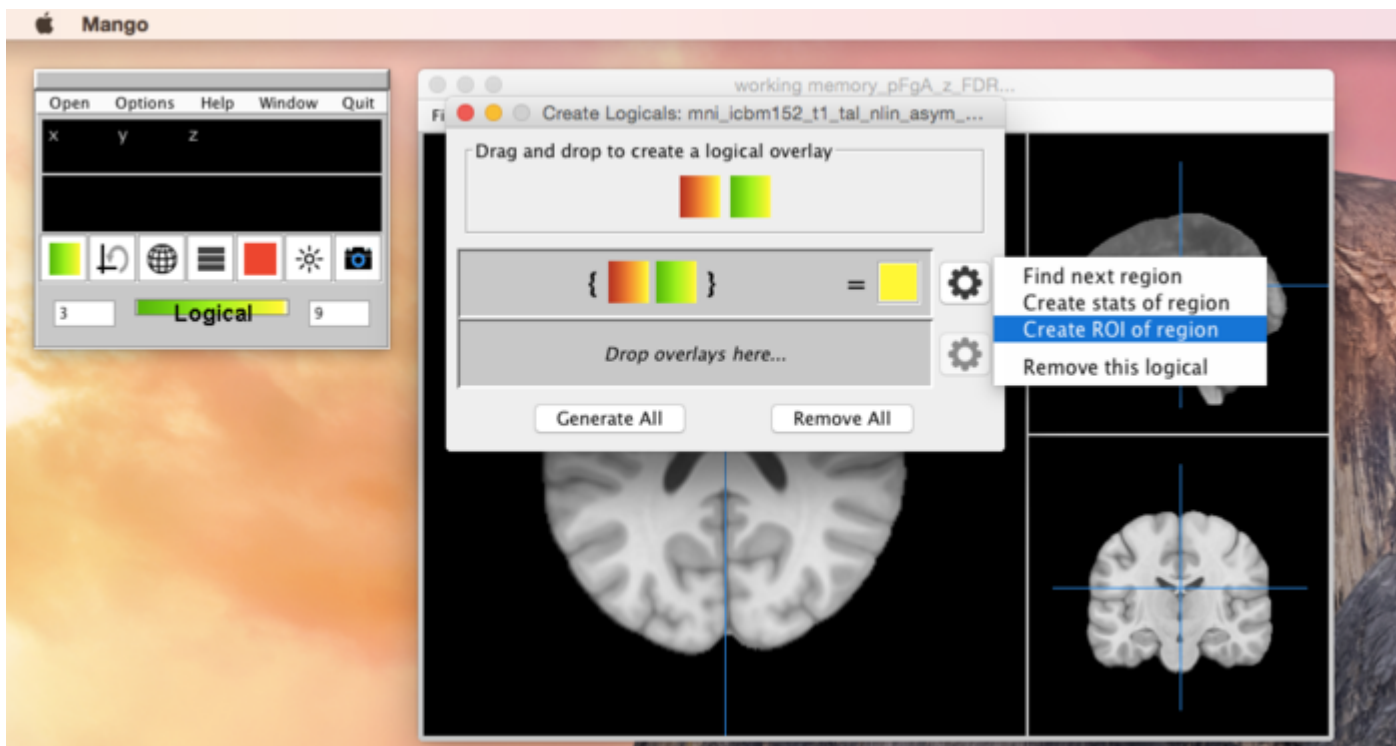 Mango
Open Options Help Window Quit
x y z
3 Logical 9
working memory_pFgA_z_FDR...
Create Logicals: mni_icbm152_t1_tal_nlin_asym_...
Drag and drop to create a logical overlay
{ } =
Drop overlays here...
Generate All Remove All
Find next region
Create stats of region
Create ROI of region
Remove this logical